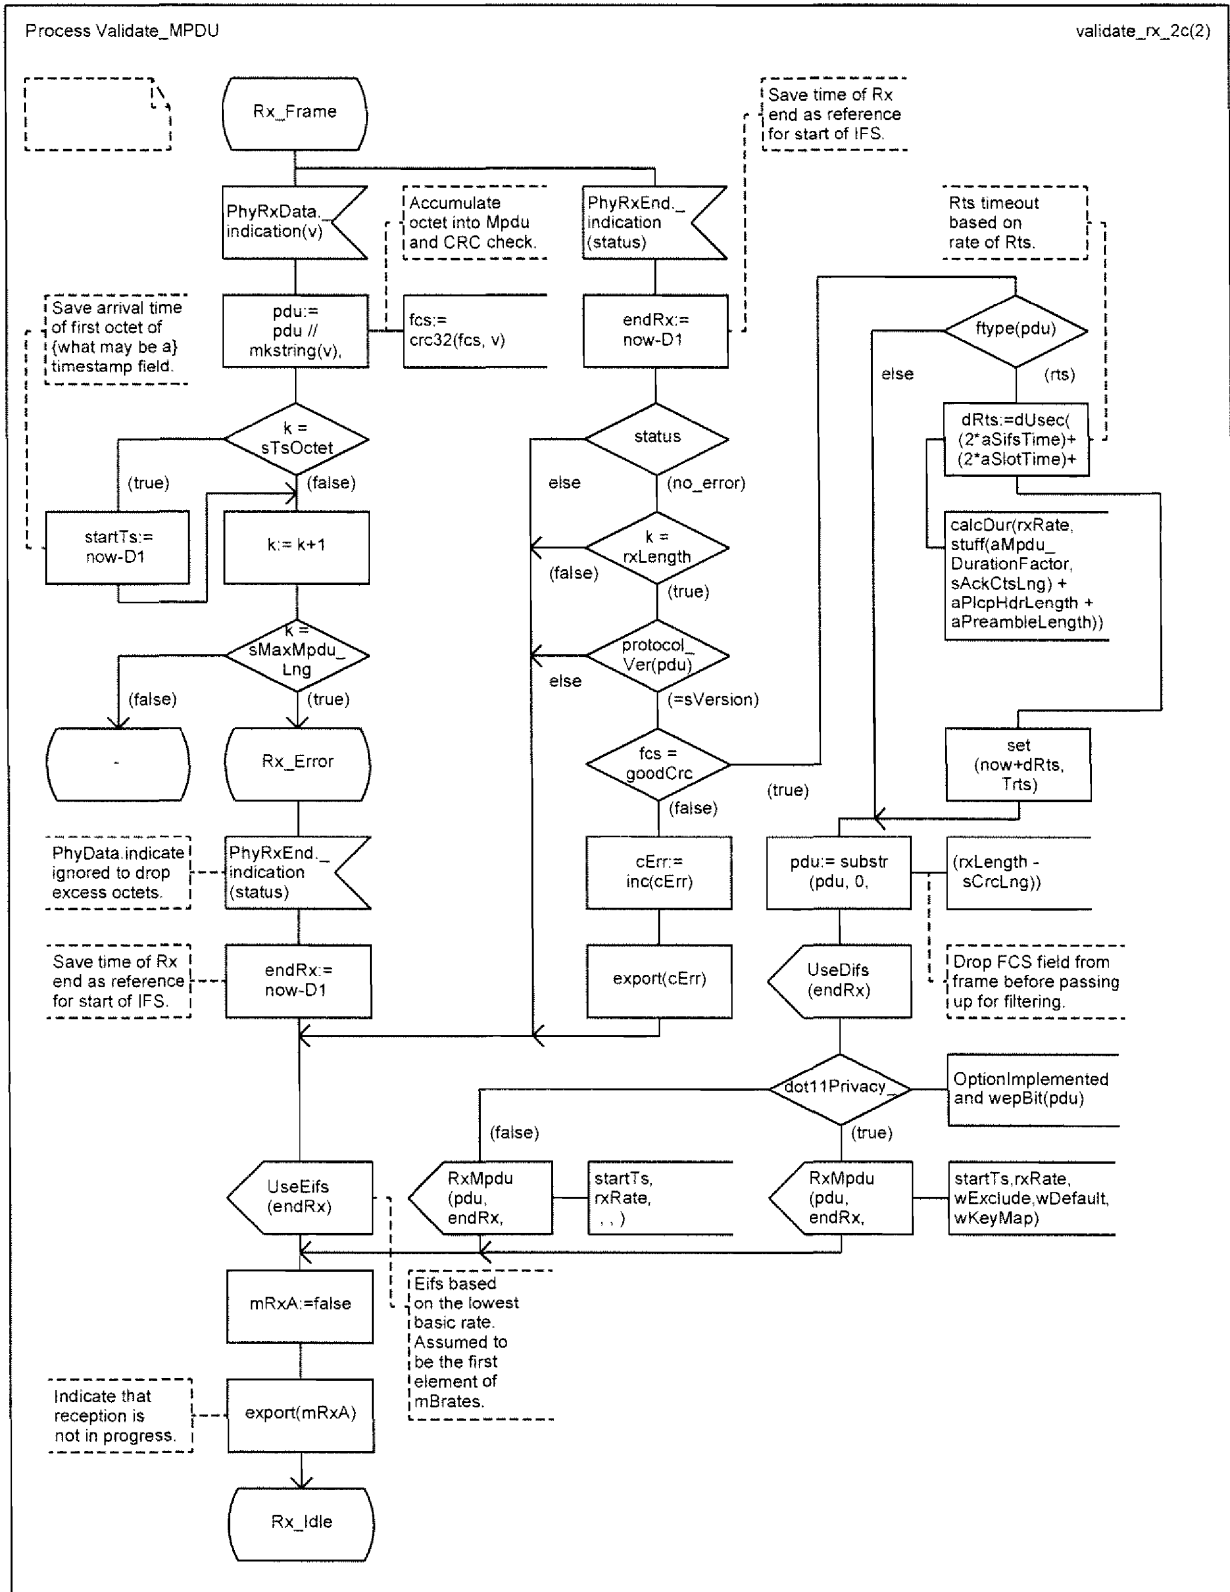 Process Validate_MPDU
validate_rx_2c(2)
Rx_Frame
Save time of Rx
end as reference
for start of IFS.
PhyRxData._
indication(v)
Accumulate
octet into Mpdu
and CRC check.
PhyRxEnd._
indication
(status)
Rts timeout
based on
rate of Rts.
Save arrival time
of first octet of
{what may be a}
timestamp field.
pdu:=
pdu //
mkstring(v),
fcs:=
crc32(fcs, v)
endRx:=
now-D1
ftype(pdu)
else
(rts)
k =
sTsOctet
(true)
(false)
status
else
(no_error)
dRts:=dUsec(
(2*aSifsTime)+
(2*aSlotTime)+
startTs:=
now-D1
k:= k+1
k =
rxLength
(false)
(true)
calcDur(rxRate,
stuff(aMpdu_
DurationFactor,
sAckCtsLng) +
aPlcpHdrLength +
aPreambleLength))
k =
sMaxMpdu_
Lng
(false)
(true)
protocol_
Ver(pdu)
else
(=sVersion)
-
Rx_Error
fcs =
goodCrc
(false)
(true)
set
(now+dRts,
Trts)
PhyData.indicate
ignored to drop
excess octets.
PhyRxEnd._
indication
(status)
cErr:=
inc(cErr)
pdu:= substr
(pdu, 0,
(rxLength -
sCrcLng))
Save time of Rx
end as reference
for start of IFS.
endRx:=
now-D1
export(cErr)
UseDifs
(endRx)
Drop FCS field from
frame before passing
up for filtering.
dot11Privacy_
OptionImplemented
and wepBit(pdu)
(false)
(true)
UseEifs
(endRx)
RxMpdu
(pdu,
endRx,
startTs,
rxRate,
, , )
RxMpdu
(pdu,
endRx,
startTs,rxRate,
wExclude,wDefault,
wKeyMap)
mRxA:=false
Eifs based
on the lowest
basic rate.
Assumed to
be the first
element of
mBrates.
Indicate that
reception is
not in progress.
export(mRxA)
Rx_Idle